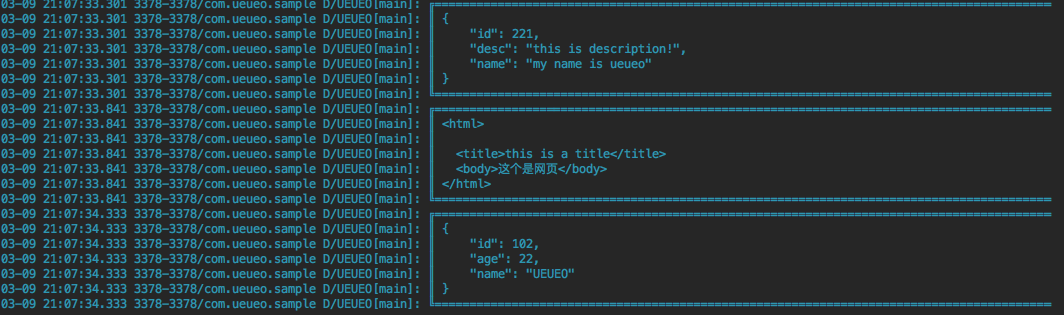 03-09 21:07:33.301 3378-3378/com.ueueo.sample D/UEUEO[main]: ╔══════════════════════════════════════════════════════════════════════════════════════
03-09 21:07:33.301 3378-3378/com.ueueo.sample D/UEUEO[main]: ║ {
03-09 21:07:33.301 3378-3378/com.ueueo.sample D/UEUEO[main]: ║     "id": 221,
03-09 21:07:33.301 3378-3378/com.ueueo.sample D/UEUEO[main]: ║     "desc": "this is description!",
03-09 21:07:33.301 3378-3378/com.ueueo.sample D/UEUEO[main]: ║     "name": "my name is ueueo"
03-09 21:07:33.301 3378-3378/com.ueueo.sample D/UEUEO[main]: ║ }
03-09 21:07:33.301 3378-3378/com.ueueo.sample D/UEUEO[main]: ╚══════════════════════════════════════════════════════════════════════════════════════
03-09 21:07:33.841 3378-3378/com.ueueo.sample D/UEUEO[main]: ╔══════════════════════════════════════════════════════════════════════════════════════
03-09 21:07:33.841 3378-3378/com.ueueo.sample D/UEUEO[main]: ║ <html>
03-09 21:07:33.841 3378-3378/com.ueueo.sample D/UEUEO[main]: ║
03-09 21:07:33.841 3378-3378/com.ueueo.sample D/UEUEO[main]: ║   <title>this is a title</title>
03-09 21:07:33.841 3378-3378/com.ueueo.sample D/UEUEO[main]: ║   <body>这个是网页</body>
03-09 21:07:33.841 3378-3378/com.ueueo.sample D/UEUEO[main]: ║ </html>
03-09 21:07:33.841 3378-3378/com.ueueo.sample D/UEUEO[main]: ╚══════════════════════════════════════════════════════════════════════════════════════
03-09 21:07:34.333 3378-3378/com.ueueo.sample D/UEUEO[main]: ╔══════════════════════════════════════════════════════════════════════════════════════
03-09 21:07:34.333 3378-3378/com.ueueo.sample D/UEUEO[main]: ║ {
03-09 21:07:34.333 3378-3378/com.ueueo.sample D/UEUEO[main]: ║     "id": 102,
03-09 21:07:34.333 3378-3378/com.ueueo.sample D/UEUEO[main]: ║     "age": 22,
03-09 21:07:34.333 3378-3378/com.ueueo.sample D/UEUEO[main]: ║     "name": "UEUEO"
03-09 21:07:34.333 3378-3378/com.ueueo.sample D/UEUEO[main]: ║ }
03-09 21:07:34.333 3378-3378/com.ueueo.sample D/UEUEO[main]: ╚══════════════════════════════════════════════════════════════════════════════════════